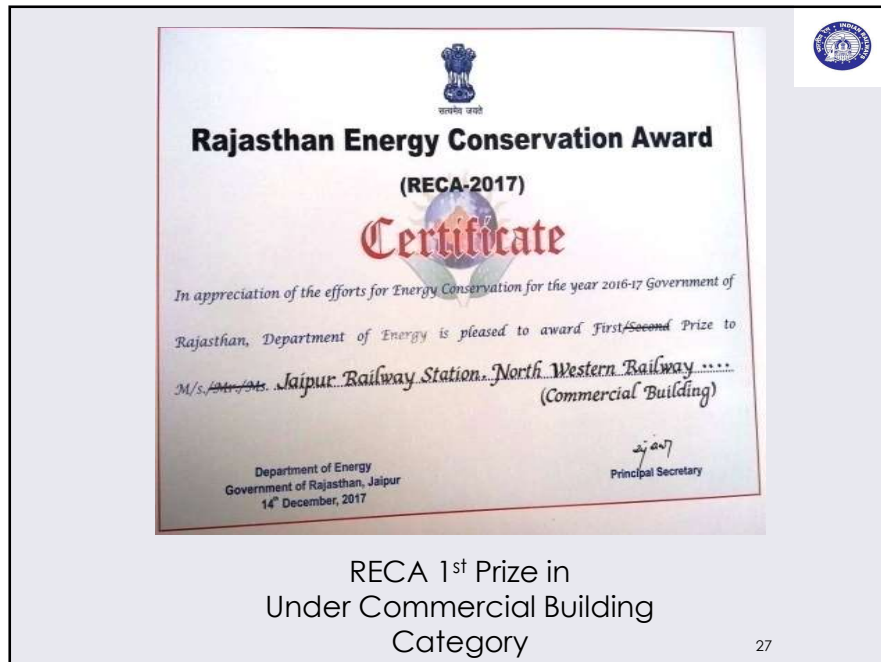 सत्यमेव जयते
Rajasthan Energy Conservation Award
(RECA-2017)
Certificate
In appreciation of the efforts for Energy Conservation for the year 2016-17 Government of
Rajasthan, Department of Energy is pleased to award First/Second Prize to
M/s./Mr./Ms. Jaipur Railway Station, North Western Railway ....
(Commercial Building)
Department of Energy
Government of Rajasthan, Jaipur
14th December, 2017
Principal Secretary
RECA 1st Prize in
Under Commercial Building
Category
27